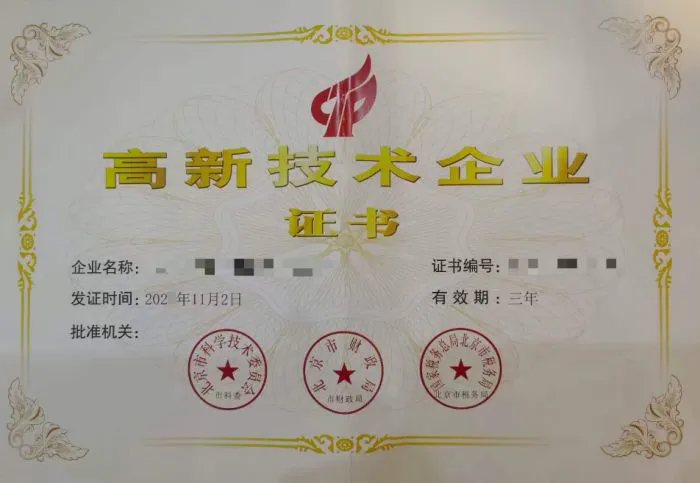 高新技术企业
证书
企业名称：
证书编号：
发证时间：202 年11月2日
有效期：三年
批准机关：
北京市科学技术委员会
市科委
北京市财政局
市财政局
国家税务总局北京市税务局
北京市税务局